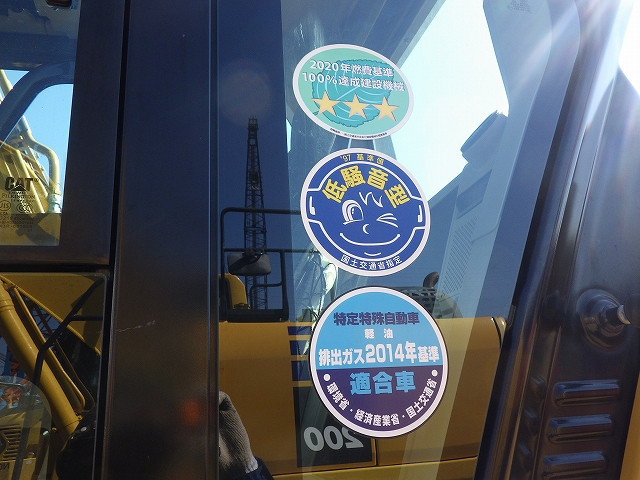 2020年燃費基準
100%達成建設機械
'97基準値
低騒音型
国土交通省指定
特定特殊自動車
軽油
排出ガス2014年基準
適合車
●環境省・経済産業省・国土交通省●
CAT
200